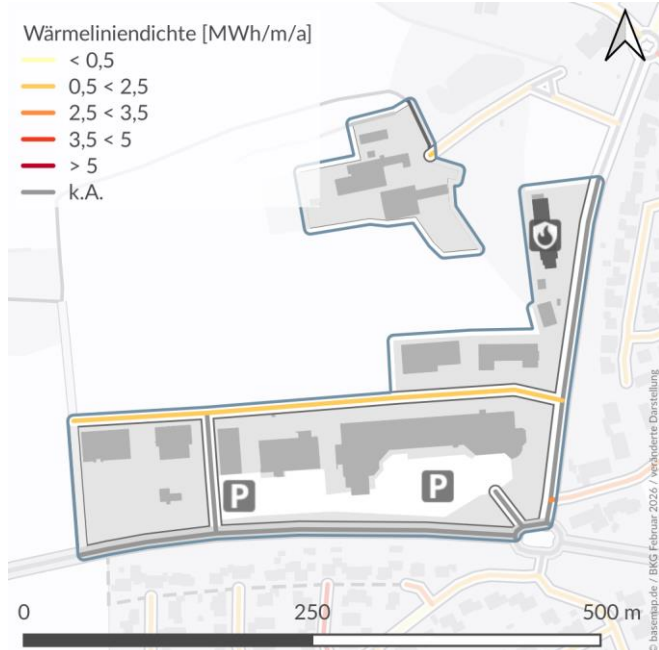 Wärmeliniendichte [MWh/m/a]
< 0,5
0,5 < 2,5
2,5 < 3,5
3,5 < 5
> 5
k.A.
P
P
© basemap.de / BKG Februar 2026 / veränderte Darstellung
0 250 500 m